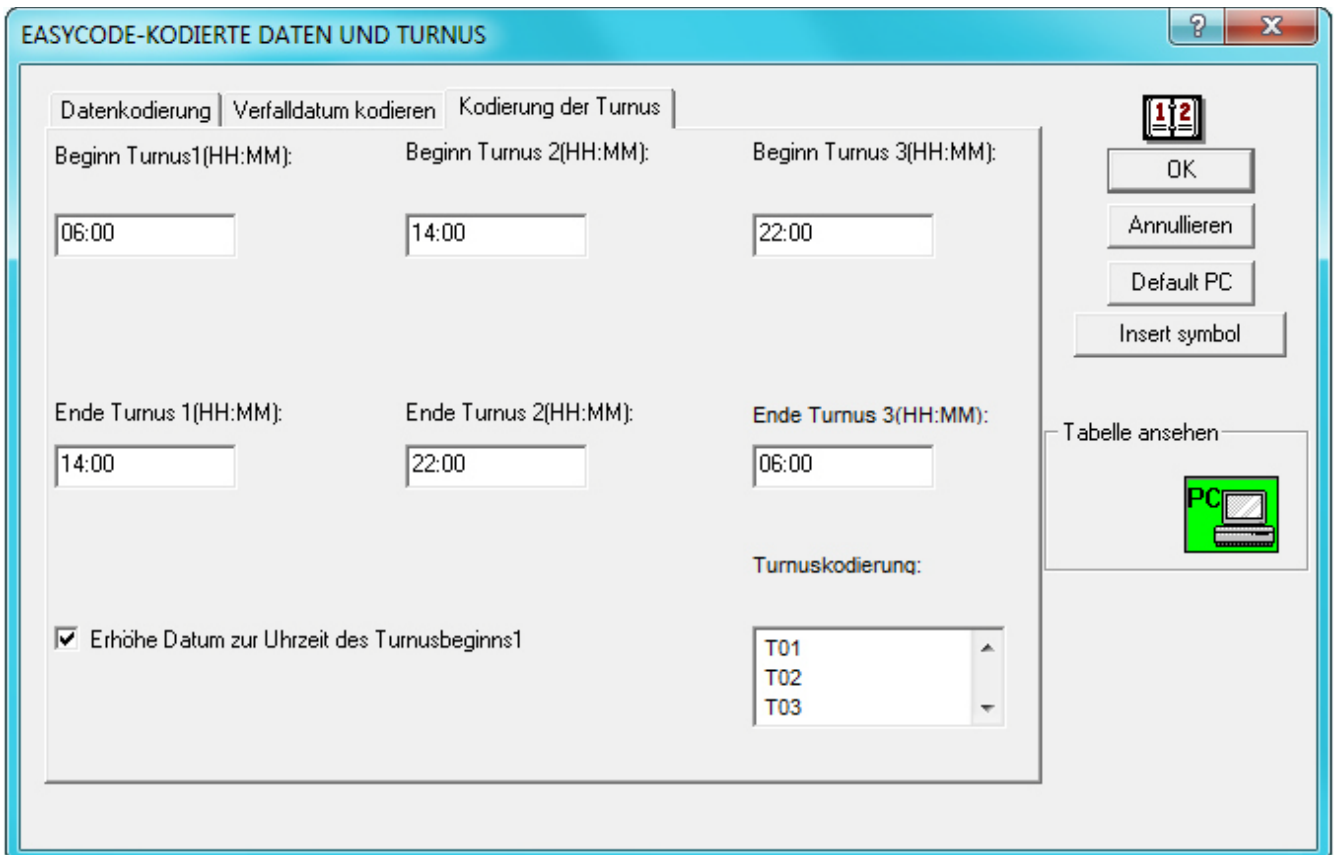 EASYCODE-KODIERTE DATEN UND TURNUS
?
X
Datenkodierung
Verfalldatum kodieren
Kodierung der Turnus
Beginn Turnus1(HH:MM):
Beginn Turnus 2(HH:MM):
Beginn Turnus 3(HH:MM):
06:00
14:00
22:00
Ende Turnus 1(HH:MM):
Ende Turnus 2(HH:MM):
Ende Turnus 3(HH:MM):
14:00
22:00
06:00
Turnuskodierung:
Erhöhe Datum zur Uhrzeit des Turnusbeginns1
T01
T02
T03
1 2
OK
Annullieren
Default PC
Insert symbol
Tabelle ansehen
PC